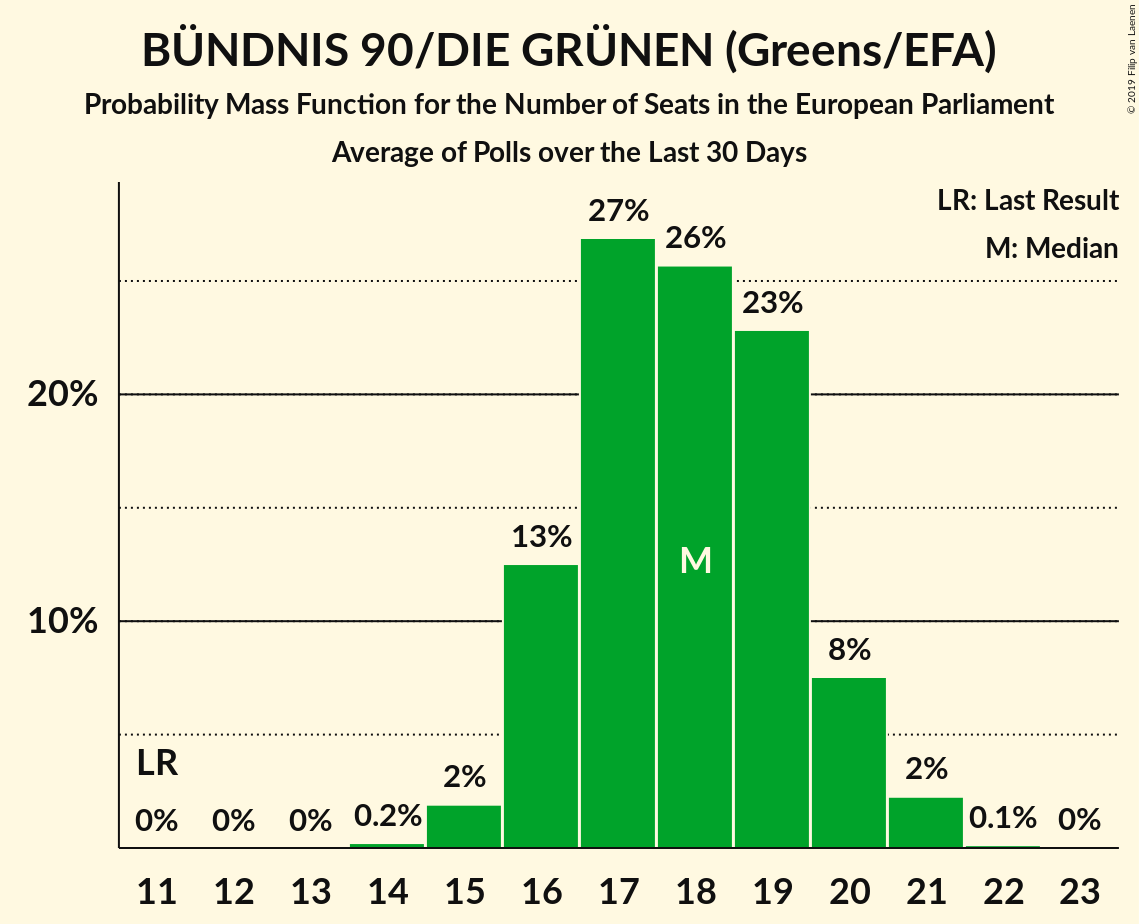 BÜNDNIS 90/DIE GRÜNEN (Greens/EFA)
Probability Mass Function for the Number of Seats in the European Parliament
Average of Polls over the Last 30 Days
© 2019 Filip van Laenen
LR: Last Result
M: Median
27%
26%
23%
20%
13%
M
10%
8%
LR
2%
2%
0% 0% 0% 0.2% 0.1% 0%
11 12 13 14 15 16 17 18 19 20 21 22 23